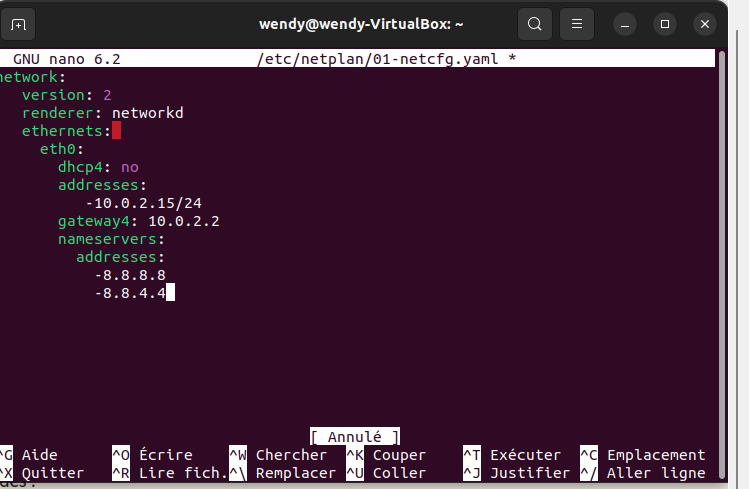 wendy@wendy-VirtualBox: ~
GNU nano 6.2 /etc/netplan/01-netcfg.yaml *
network:
version: 2
renderer: networkd
ethernets:
eth0:
dhcp4: no
addresses:
-10.0.2.15/24
gateway4: 10.0.2.2
nameservers:
addresses:
-8.8.8.8
-8.8.4.4
[ Annulé ]
^G Aide ^O Écrire ^W Chercher ^K Couper ^T Exécuter ^C Emplacement
^X Quitter ^R Lire fich. ^\ Remplacer ^U Coller ^J Justifier ^/ Aller ligne